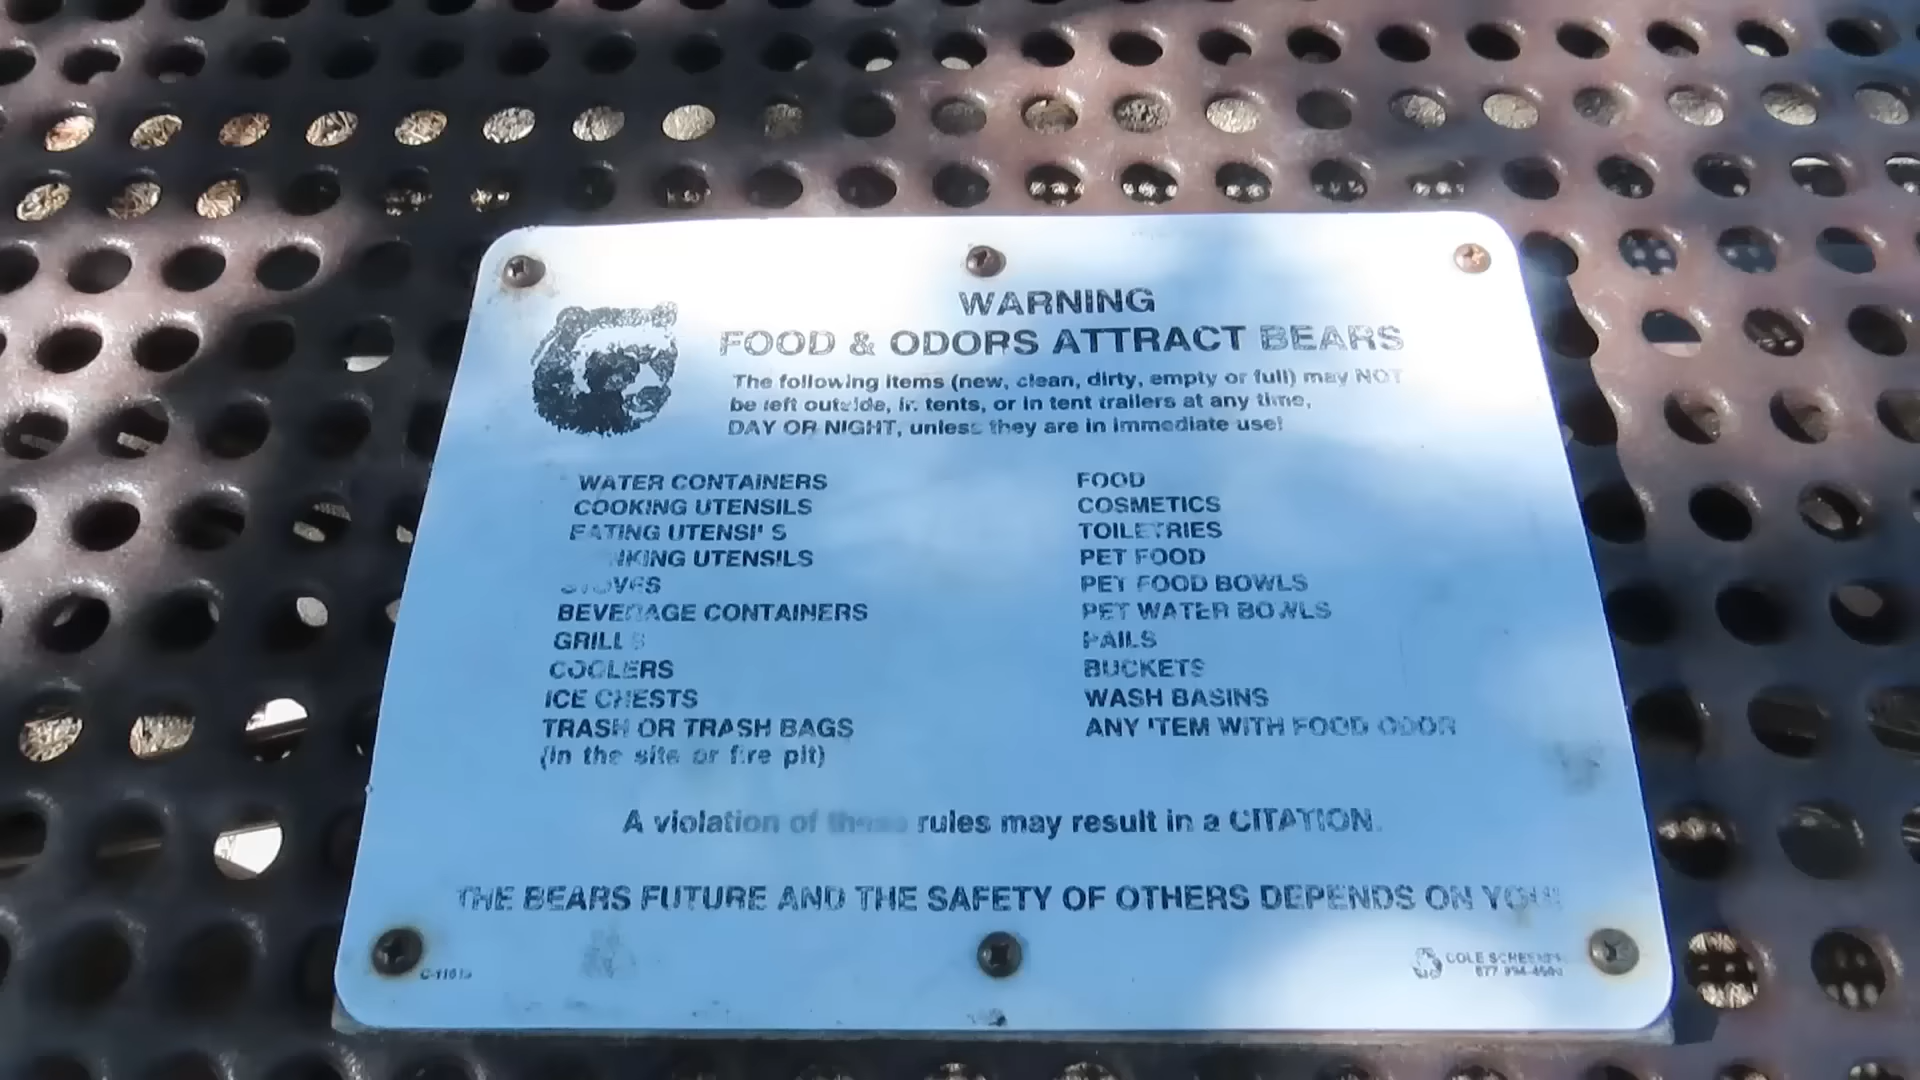 WARNING
FOOD & ODORS ATTRACT BEARS
The following items (new, clean, dirty, empty or full) may NOT
be left outside, in tents, or in tent trailers at any time,
DAY OR NIGHT, unless they are in immediate use!
WATER CONTAINERS
COOKING UTENSILS
EATING UTENSILS
UTENSILS
STOVES
BEVERAGE CONTAINERS
GRILLS
COOLERS
ICE CHESTS
TRASH OR TRASH BAGS
(in the site or fire pit)
FOOD
COSMETICS
TOILETRIES
PET FOOD
PET FOOD BOWLS
PET WATER BOWLS
PAILS
BUCKETS
WASH BASINS
ANY ITEM WITH FOOD ODOR
A violation of these rules may result in a CITATION.
THE BEARS FUTURE AND THE SAFETY OF OTHERS DEPENDS ON YOU!
COLE